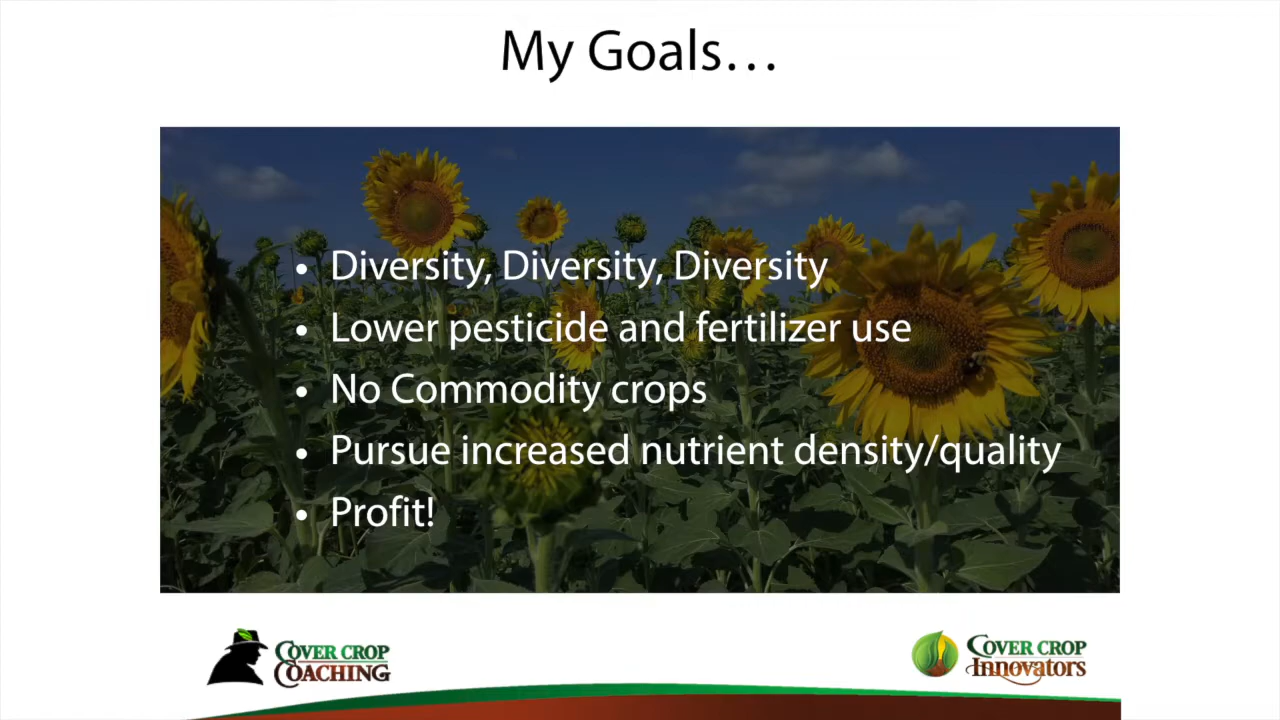 My Goals…
• Diversity, Diversity, Diversity
• Lower pesticide and fertilizer use
• No Commodity crops
• Pursue increased nutrient density/quality
• Profit!
COVER CROP
COACHING
COVER CROP
INNOVATORS